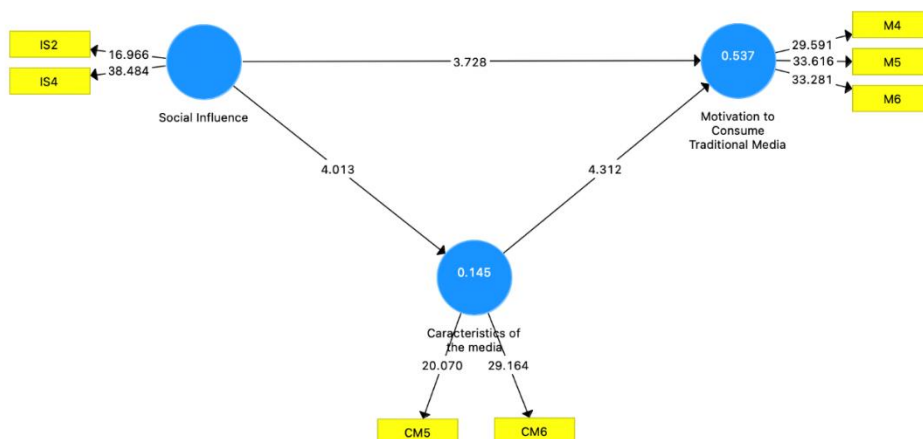 M4
IS2
16.966
29.591
0.537
33.616
M5
3.728
IS4
38.484
33.281
M6
Social Influence
Motivation to
Consume
Traditional Media
4.013
4.312
0.145
Caracteristics of
the media
20.070
29.164
CM5
CM6